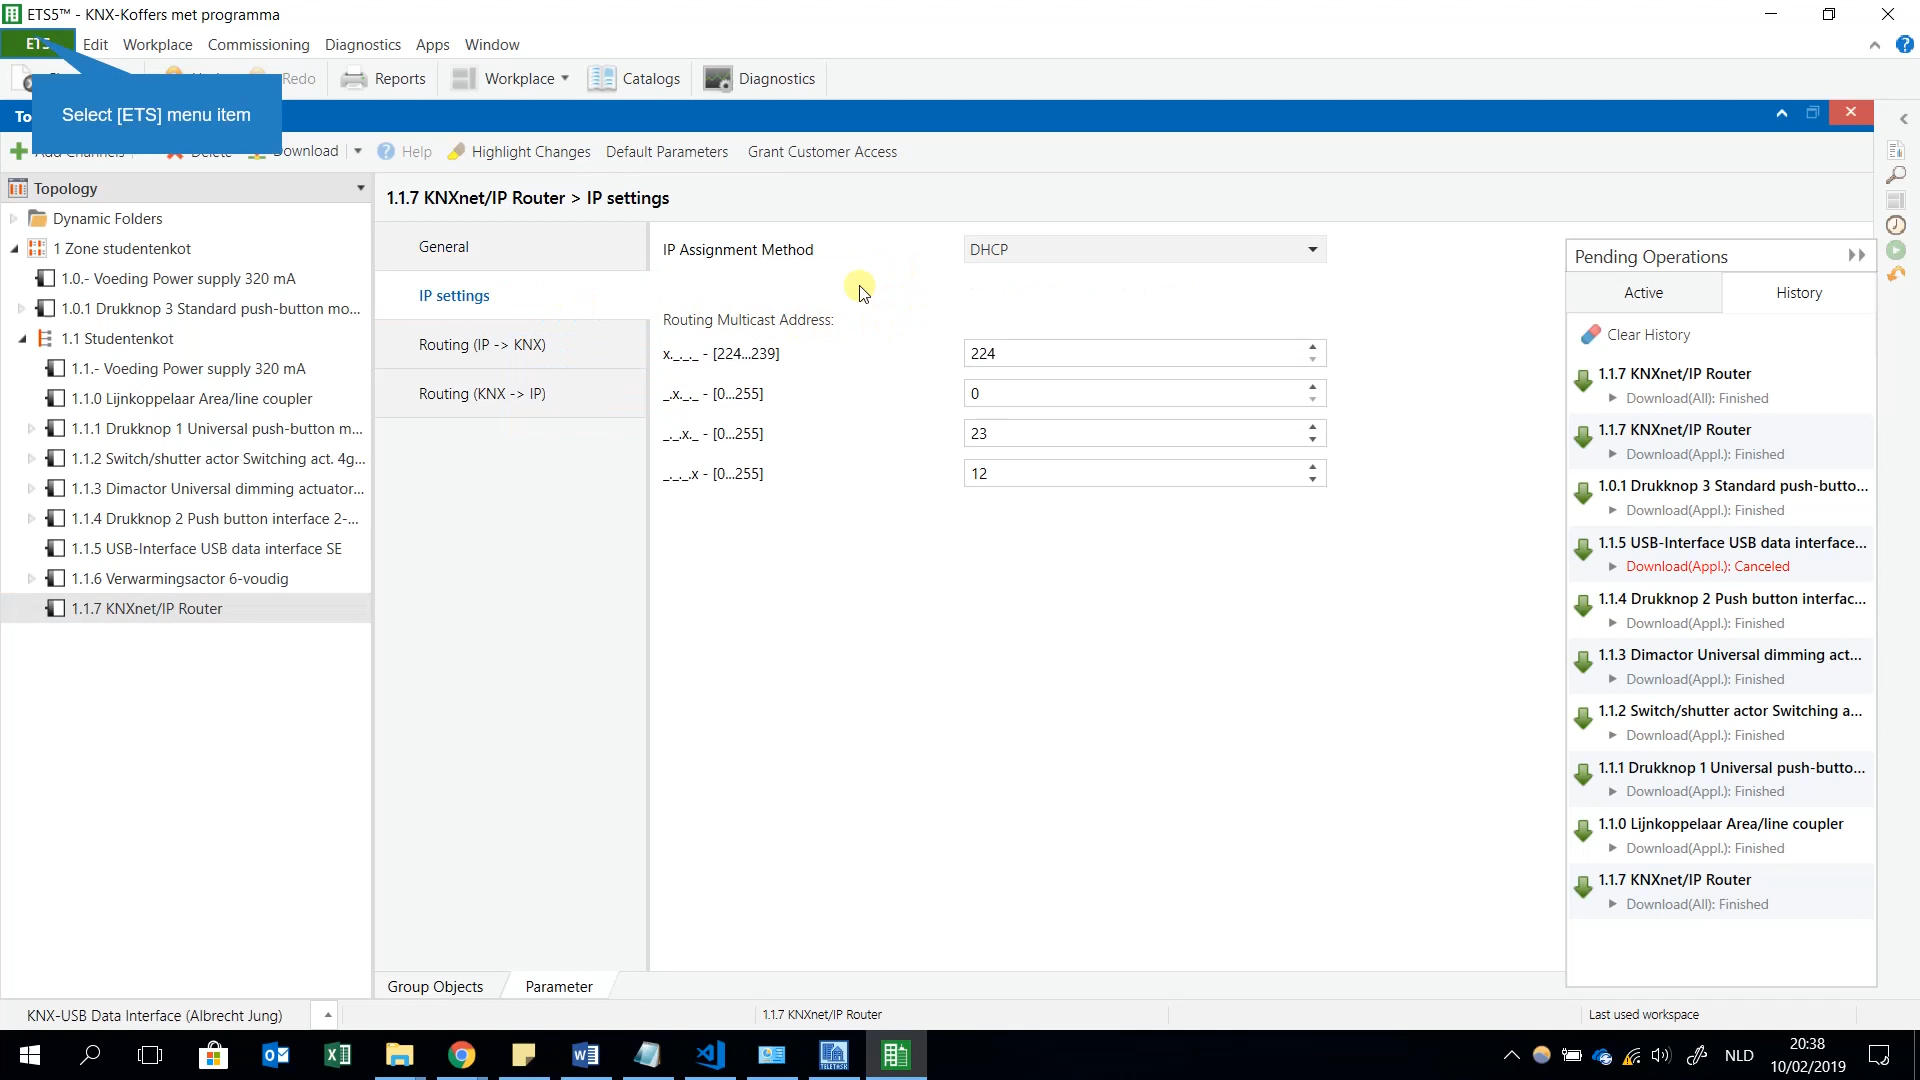 ETS5™ - KNX-Koffers met programma
Edit Workplace Commissioning Diagnostics Apps Window
Redo Reports Workplace Catalogs Diagnostics
Select [ETS] menu item
Add Channels Delete Download Help Highlight Changes Default Parameters Grant Customer Access
Topology
Dynamic Folders
1 Zone studentenkot
1.0.- Voeding Power supply 320 mA
1.0.1 Drukknop 3 Standard push-button mo...
1.1 Studentenkot
1.1.- Voeding Power supply 320 mA
1.1.0 Lijnkoppelaar Area/line coupler
1.1.1 Drukknop 1 Universal push-button m...
1.1.2 Switch/shutter actor Switching act. 4g...
1.1.3 Dimactor Universal dimming actuator...
1.1.4 Drukknop 2 Push button interface 2-...
1.1.5 USB-Interface USB data interface SE
1.1.6 Verwarmingsactor 6-voudig
1.1.7 KNXnet/IP Router
1.1.7 KNXnet/IP Router > IP settings
General
IP settings
Routing (IP -> KNX)
Routing (KNX -> IP)
IP Assignment Method DHCP
Routing Multicast Address:
x._._._ - [224...239] 224
_.x._._ - [0...255] 0
_._.x._ - [0...255] 23
_._._.x - [0...255] 12
Group Objects Parameter
Pending Operations
Active History
Clear History
1.1.7 KNXnet/IP Router
Download(All): Finished
1.1.7 KNXnet/IP Router
Download(Appl.): Finished
1.0.1 Drukknop 3 Standard push-butto...
Download(Appl.): Finished
1.1.5 USB-Interface USB data interface...
Download(Appl.): Canceled
1.1.4 Drukknop 2 Push button interfac...
Download(Appl.): Finished
1.1.3 Dimactor Universal dimming act...
Download(Appl.): Finished
1.1.2 Switch/shutter actor Switching a...
Download(Appl.): Finished
1.1.1 Drukknop 1 Universal push-butto...
Download(Appl.): Finished
1.1.0 Lijnkoppelaar Area/line coupler
Download(Appl.): Finished
1.1.7 KNXnet/IP Router
Download(All): Finished
KNX-USB Data Interface (Albrecht Jung) 1.1.7 KNXnet/IP Router Last used workspace
TELETASK
NLD
20:38
10/02/2019